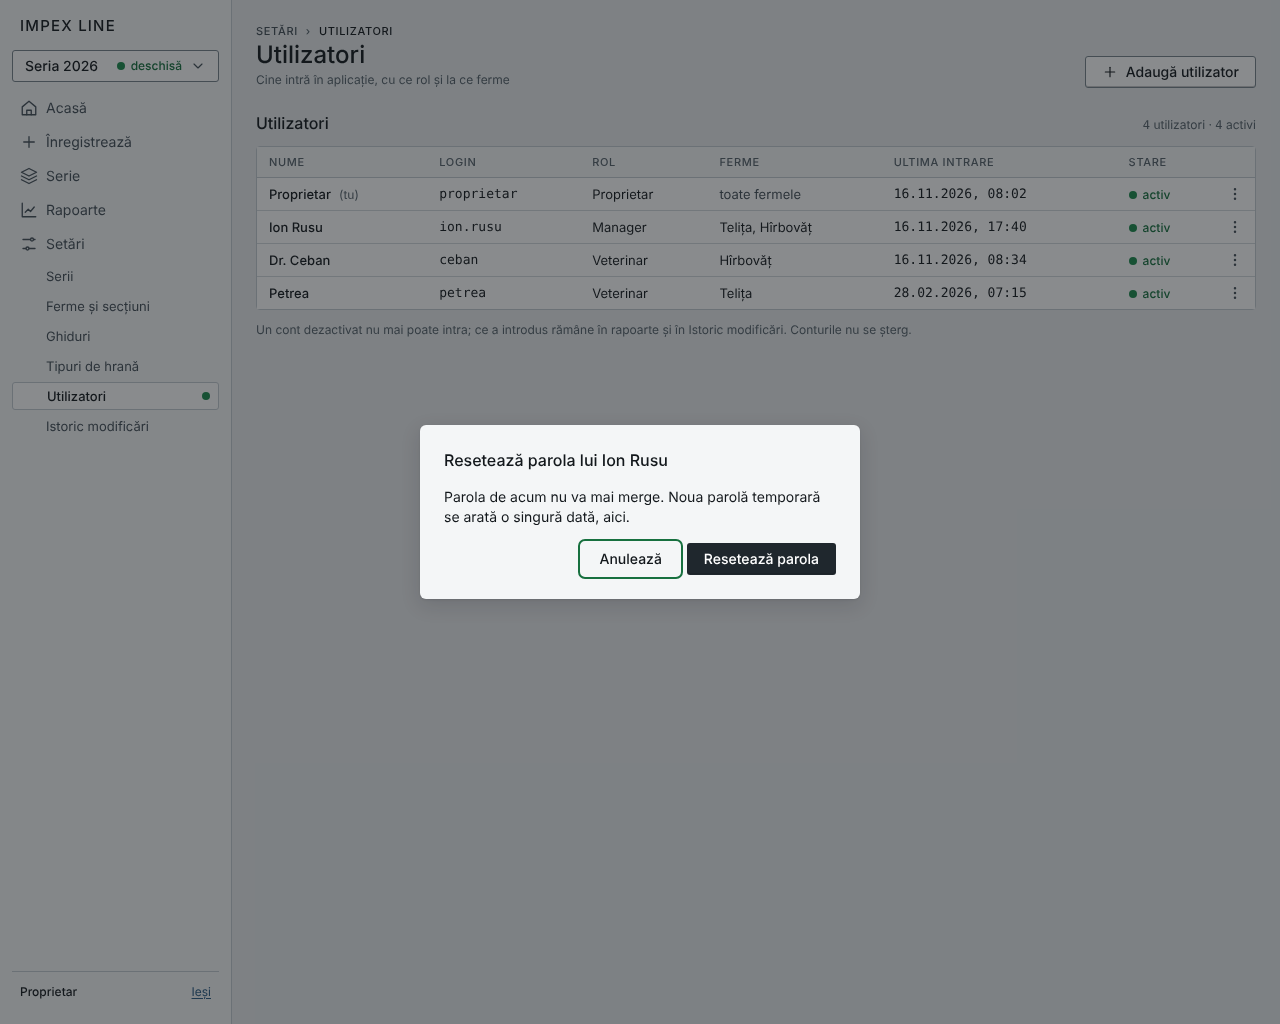 IMPEX LINE
Seria 2026 deschisă
Acasă
Înregistrează
Serie
Rapoarte
Setări
Serii
Ferme și secțiuni
Ghiduri
Tipuri de hrană
Utilizatori
Istoric modificări
Proprietar Ieși
SETĂRI › UTILIZATORI
Utilizatori
Cine intră în aplicație, cu ce rol și la ce ferme
Adaugă utilizator
Utilizatori
4 utilizatori · 4 activi
NUME LOGIN ROL FERME ULTIMA INTRARE STARE
Proprietar (tu) proprietar Proprietar toate fermele 16.11.2026, 08:02 activ
Ion Rusu ion.rusu Manager Telița, Hîrbovăț 16.11.2026, 17:40 activ
Dr. Ceban ceban Veterinar Hîrbovăț 16.11.2026, 08:34 activ
Petrea petrea Veterinar Telița 28.02.2026, 07:15 activ
Un cont dezactivat nu mai poate intra; ce a introdus rămâne în rapoarte și în Istoric modificări. Conturile nu se șterg.
Resetează parola lui Ion Rusu
Parola de acum nu va mai merge. Noua parolă temporară
se arată o singură dată, aici.
Anulează Resetează parola